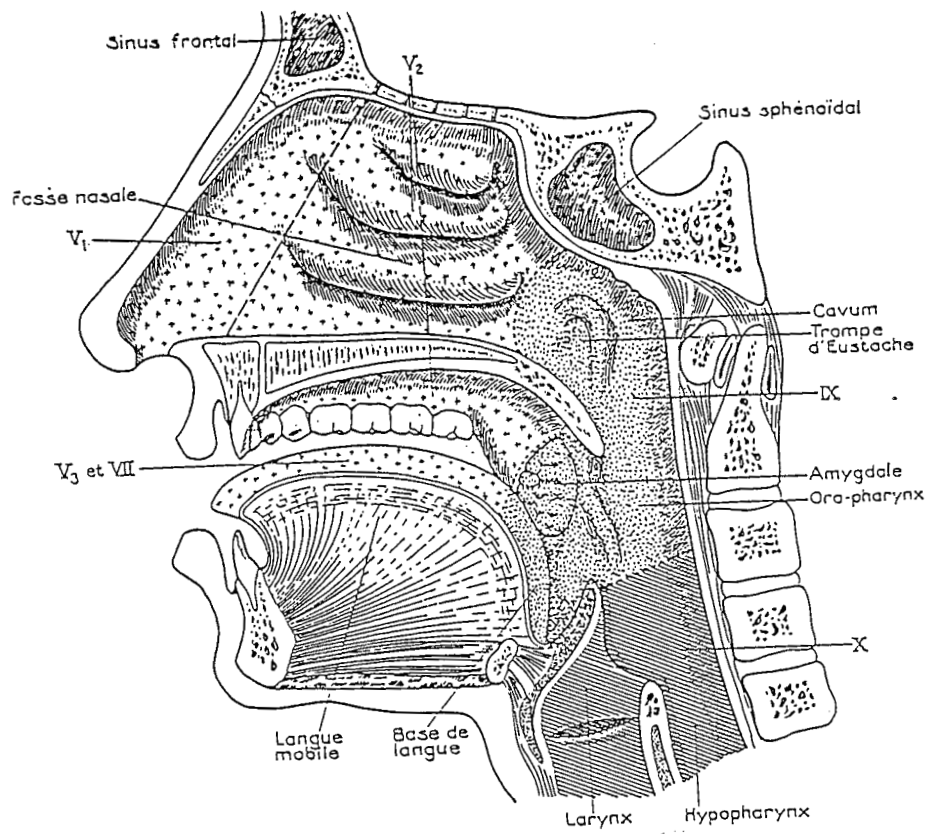 Sinus frontal
V2
Sinus sphénoïdal
Fosse nasale
V1
Cavum
Trompe
d'Eustache
IX
V3 et VII
Amygdale
Oro-pharynx
X
Langue
mobile
Base de
langue
Larynx
Hypopharynx